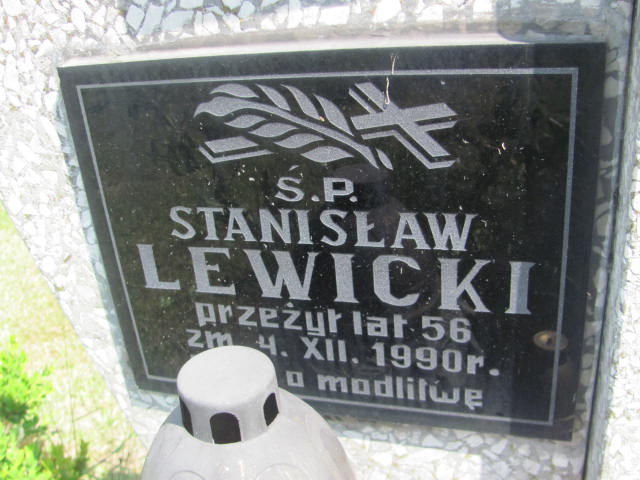 Ś.P.
STANISŁAW
LEWICKI
przeżył lat 56
zm. 4. XII. 1990r.
o modlitwę